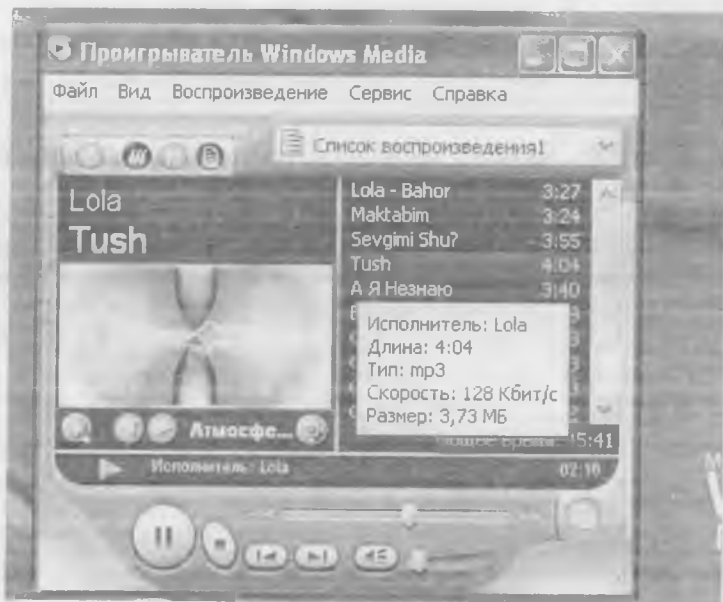 Проигрыватель Windows Media
Файл Вид Воспроизведение Сервис Справка
Список воспроизведения1
Lola
Tush
Lola - Bahor 3:27
Maktabim 3:24
Sevgimi Shu? 3:55
Tush 4:04
А Я Незнаю 3:40
Исполнитель: Lola
Длина: 4:04
Тип: mp3
Скорость: 128 Кбит/с
Размер: 3,73 МБ
Атмосфе...
5:41
Исполнитель: Lola 02:10